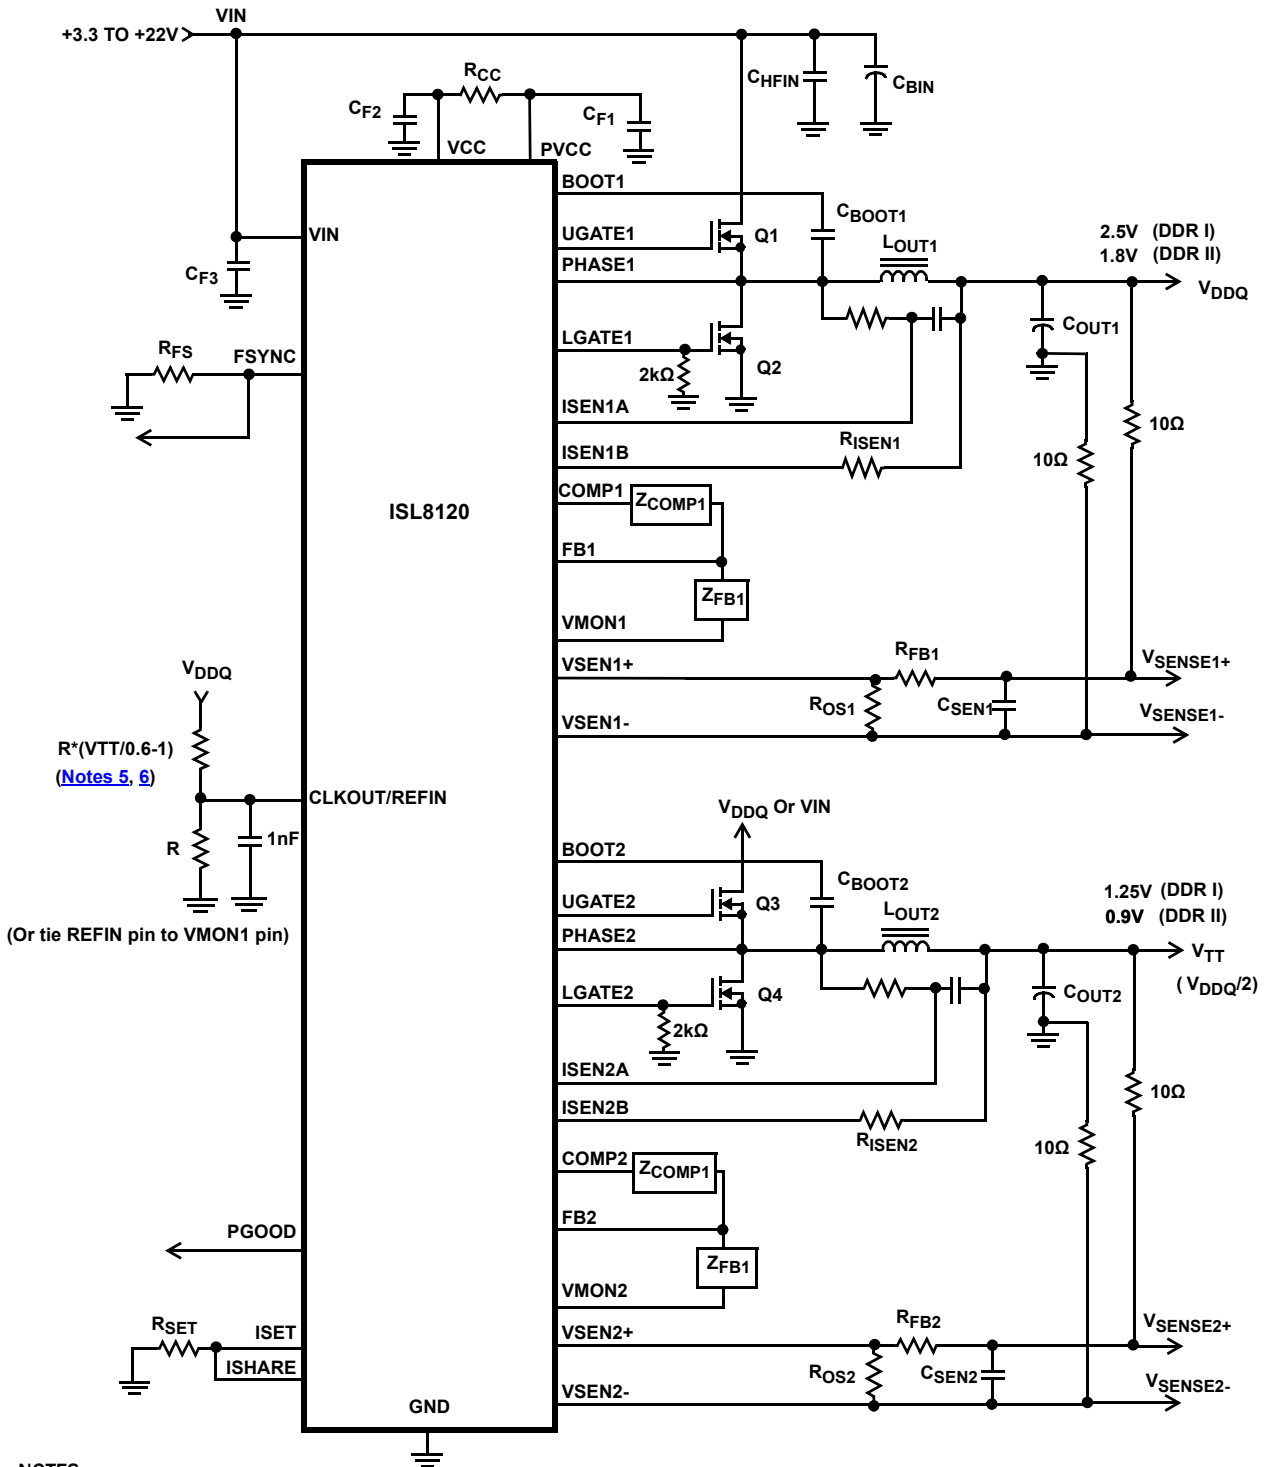 VIN
+3.3 TO +22V
RCC
CHFIN
CBIN
CF2
CF1
VCC
PVCC
BOOT1
CBOOT1
VIN
UGATE1
Q1
LOUT1
2.5V (DDR I)
1.8V (DDR II)
PHASE1
VDDQ
CF3
COUT1
RFS
FSYNC
LGATE1
Q2
2kΩ
ISEN1A
10Ω
ISEN1B
RISEN1
10Ω
COMP1
ZCOMP1
ISL8120
FB1
ZFB1
VMON1
RFB1
VSENSE1+
VSEN1+
VDDQ
ROS1
CSEN1
VSEN1-
VSENSE1-
R*(VTT/0.6-1)
(Notes 5, 6)
CLKOUT/REFIN
VDDQ Or VIN
R
1nF
BOOT2
CBOOT2
1.25V (DDR I)
UGATE2
Q3
LOUT2
0.9V (DDR II)
(Or tie REFIN pin to VMON1 pin)
PHASE2
VTT
(VDDQ/2)
LGATE2
Q4
COUT2
2kΩ
ISEN2A
10Ω
ISEN2B
RISEN2
10Ω
COMP2
ZCOMP1
FB2
PGOOD
ZFB1
VMON2
RSET
ISET
VSEN2+
RFB2
VSENSE2+
ISHARE
ROS2
CSEN2
VSENSE2-
GND
VSEN2-